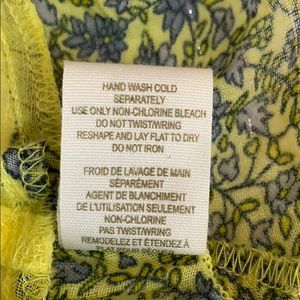 HAND WASH COLD
SEPARATELY
USE ONLY NON-CHLORINE BLEACH
DO NOT TWIST/WRING
RESHAPE AND LAY FLAT TO DRY
DO NOT IRON
FROID DE LAVAGE DE MAIN
SÉPARÉMENT
AGENT DE BLANCHIMENT
DE L'UTILISATION SEULEMENT
NON-CHLORINE
PAS TWIST/WRING
REMODELEZ ET ÉTENDEZ À